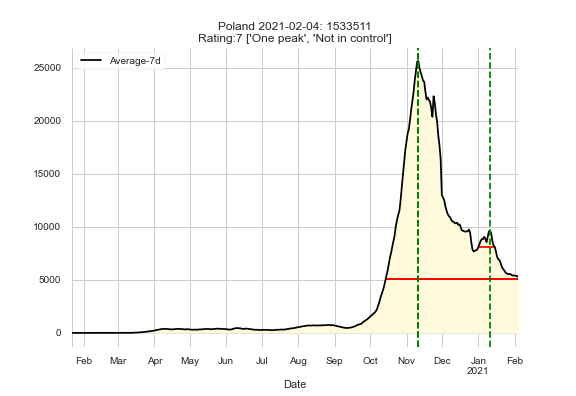 Poland 2021-02-04: 1533511
Rating:7 ['One peak', 'Not in control']
Average-7d
25000
20000
15000
10000
5000
0
Feb Mar Apr May Jun Jul Aug Sep Oct Nov Dec Jan Feb
2021
Date